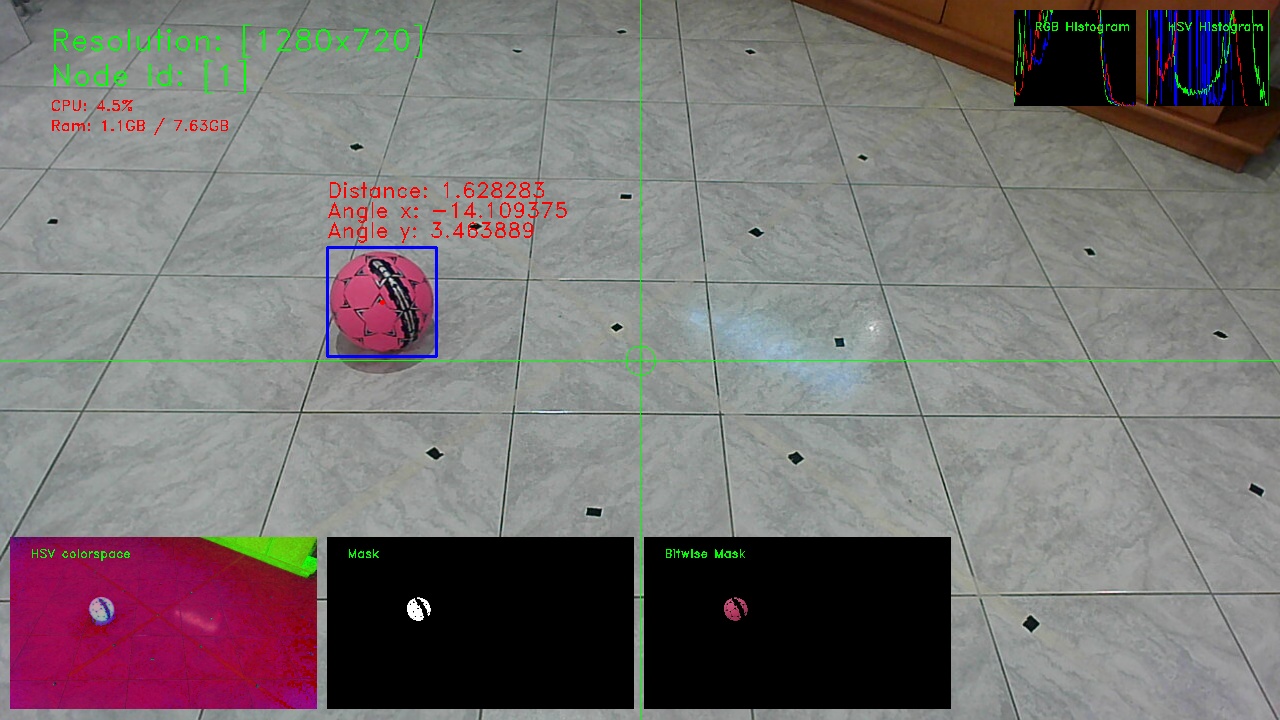 Resolution: [1280x720]
Node Id: [1]
CPU: 4.5%
Ram: 1.1GB / 7.63GB
RGB Histogram
HSV Histogram
Distance: 1.628283
Angle x: -14.109375
Angle y: 3.463889
HSV colorspace
Mask
Bitwise Mask